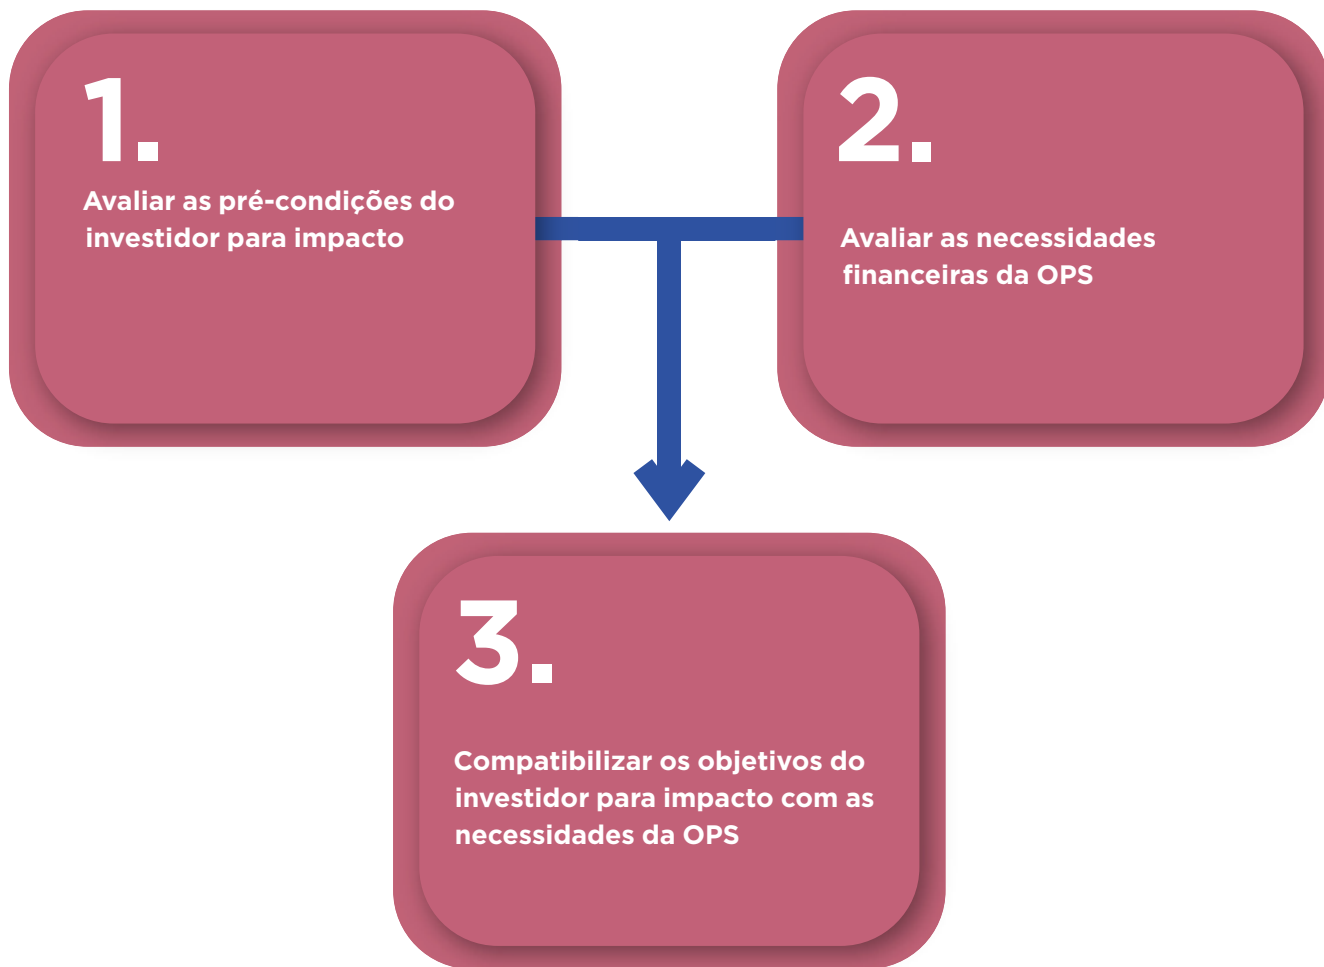 1.
Avaliar as pré-condições do
investidor para impacto
2.
Avaliar as necessidades
financeiras da OPS
3.
Compatibilizar os objetivos do
investidor para impacto com as
necessidades da OPS